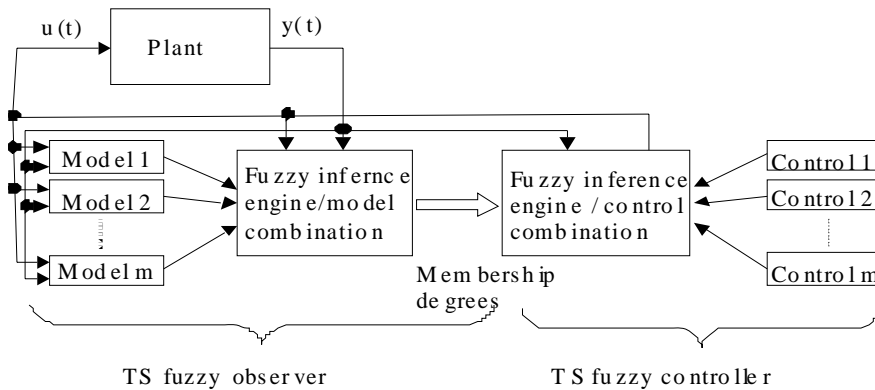 u(t)
y(t)
Plant
Model 1
Model 2
Model m
Fuzzy infernce
engine/model
combination
Fuzzy inference
engine / control
combination
Control 1
Control 2
Control m
Membership
degrees
TS fuzzy observer
TS fuzzy controller